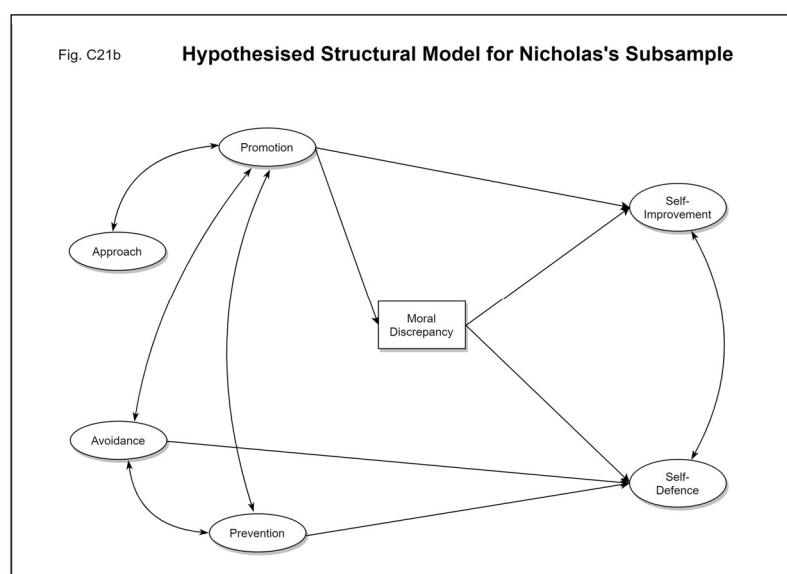 Fig. C21b
Hypothesised Structural Model for Nicholas's Subsample
Promotion
Self-
Improvement
Approach
Moral
Discrepancy
Avoidance
Self-
Defence
Prevention